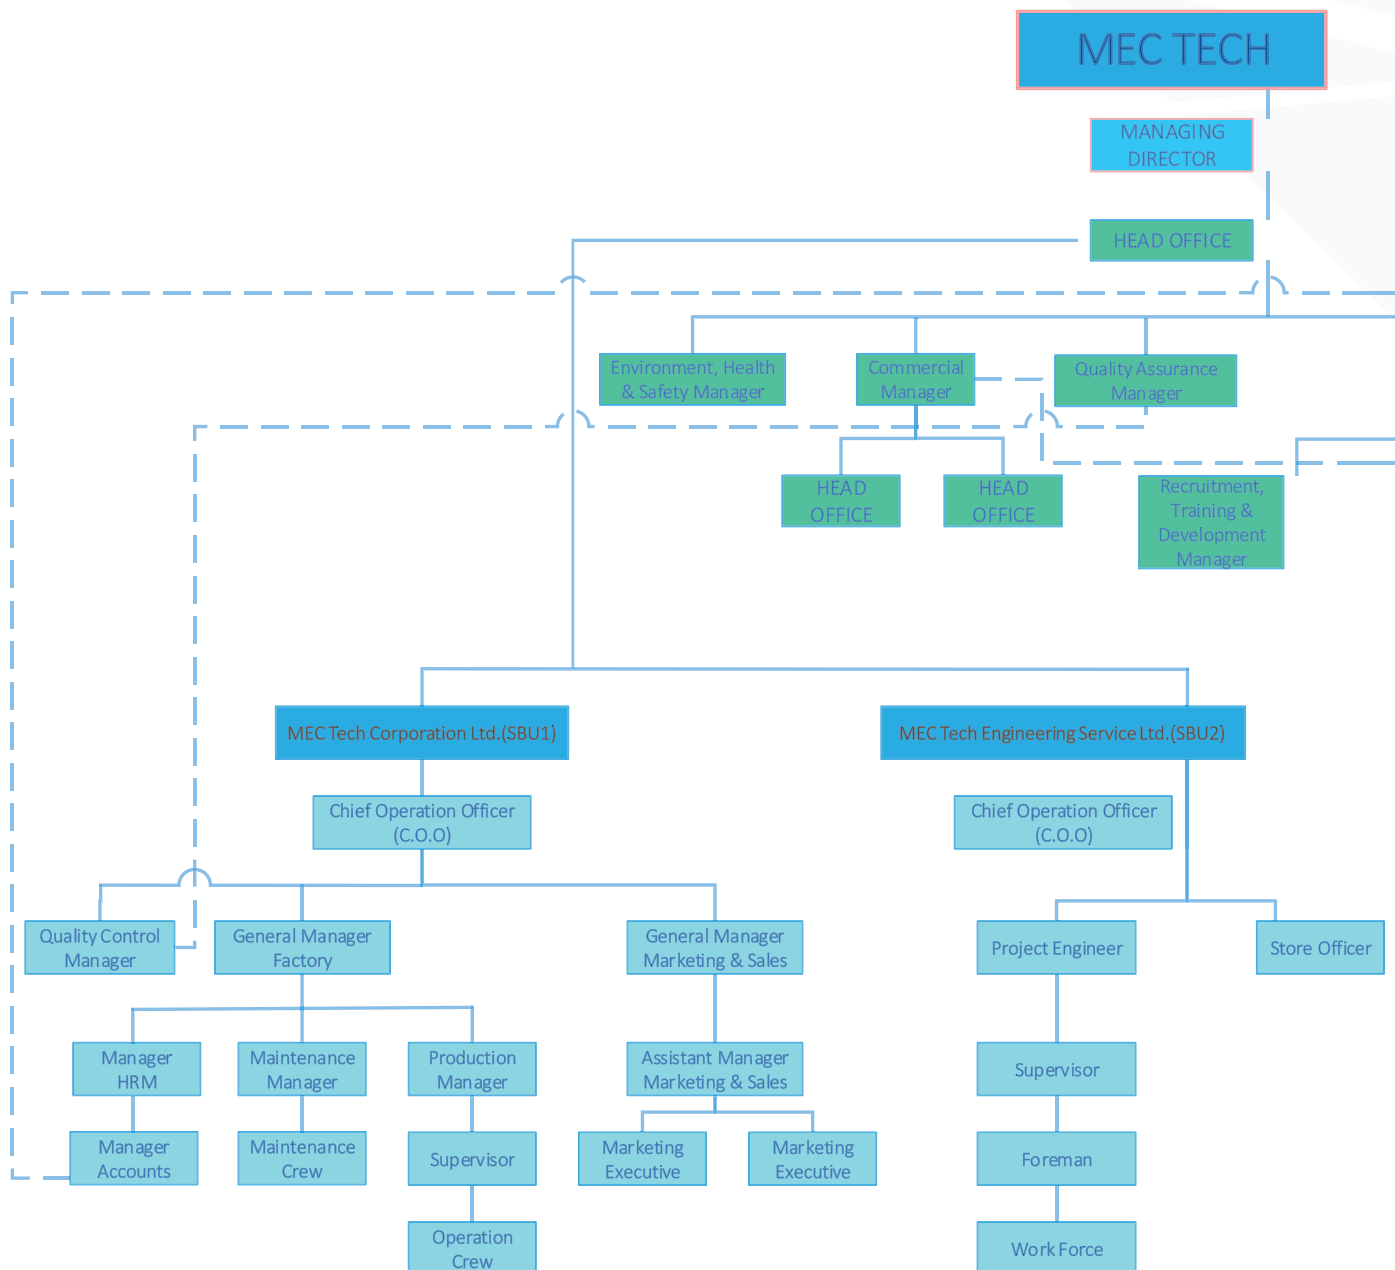 MEC TECH
MANAGING
DIRECTOR
HEAD OFFICE
Environment, Health
& Safety Manager
Commercial
Manager
Quality Assurance
Manager
HEAD
OFFICE
HEAD
OFFICE
Recruitment,
Training &
Development
Manager
MEC Tech Corporation Ltd.(SBU1)
MEC Tech Engineering Service Ltd.(SBU2)
Chief Operation Officer
(C.O.O)
Chief Operation Officer
(C.O.O)
Quality Control
Manager
General Manager
Factory
General Manager
Marketing & Sales
Project Engineer
Store Officer
Manager
HRM
Maintenance
Manager
Production
Manager
Assistant Manager
Marketing & Sales
Supervisor
Manager
Accounts
Maintenance
Crew
Supervisor
Marketing
Executive
Marketing
Executive
Foreman
Operation
Crew
Work Force